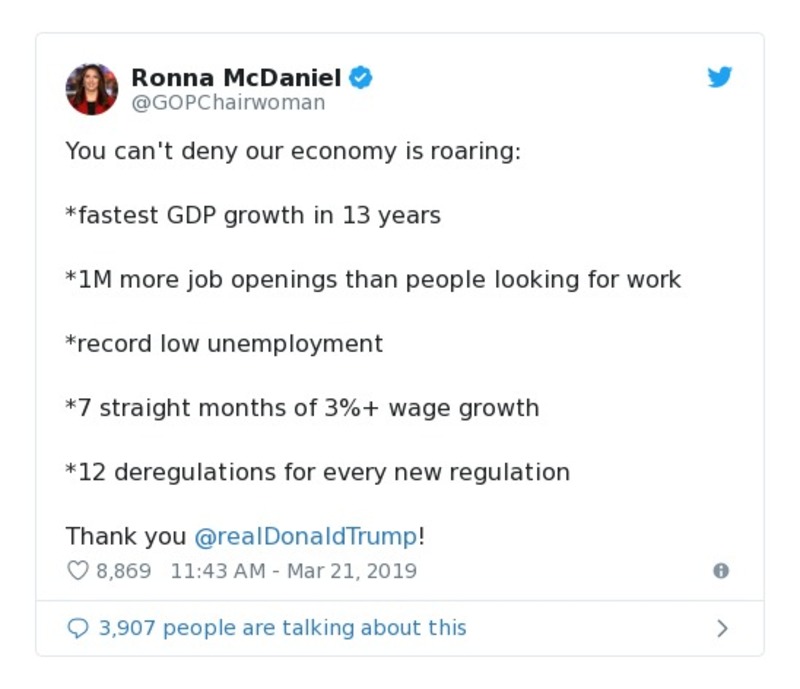 Ronna McDaniel
@GOPChairwoman
You can't deny our economy is roaring:
*fastest GDP growth in 13 years
*1M more job openings than people looking for work
*record low unemployment
*7 straight months of 3%+ wage growth
*12 deregulations for every new regulation
Thank you @realDonaldTrump!
8,869 11:43 AM - Mar 21, 2019
3,907 people are talking about this